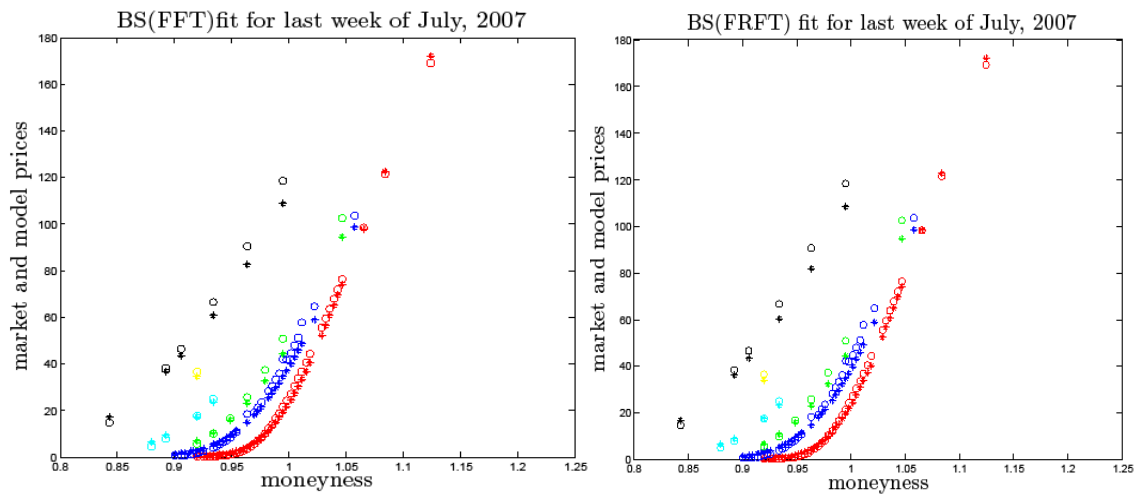 BS(FFT)fit for last week of July, 2007
180
160
140
120
100
80
60
40
20
0
market and model prices
0.8 0.85 0.9 0.95 1 1.05 1.1 1.15 1.2 1.25
moneyness
BS(FRFT) fit for last week of July, 2007
180
160
140
120
100
80
60
40
20
0
market and model prices
0.8 0.85 0.9 0.95 1 1.05 1.1 1.15 1.2 1.25
moneyness